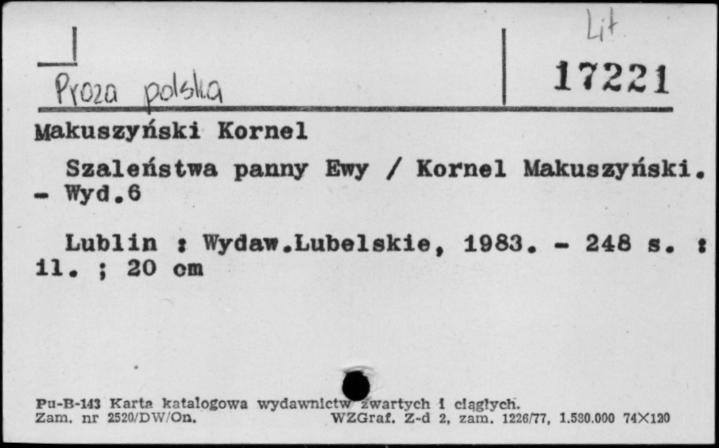 Lit
17221
Proza polska
Makuszyński Kornel
Szaleństwa panny Ewy / Kornel Makuszyński.
- Wyd.6
Lublin : Wydaw.Lubelskie, 1983. - 248 s. :
il. ; 20 cm
Pu-B-143 Karta katalogowa wydawnictw zwartych i ciągłych.
Zam. nr 2520/DW/On. WZGraf. Z-d 2, zam. 1226/77, 1.580.000 74X120